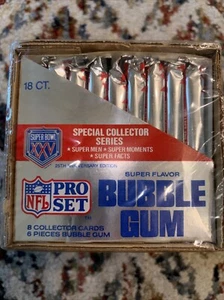 18 CT.
SUPER BOWL
XXV
SPECIAL COLLECTOR
SERIES
• SUPER MEN • SUPER MOMENTS
• SUPER FACTS
25TH ANNIVERSARY EDITION
SUPER FLAVOR
NFL
PRO
SET
BUBBLE
GUM
8 COLLECTOR CARDS
6 PIECES BUBBLE GUM